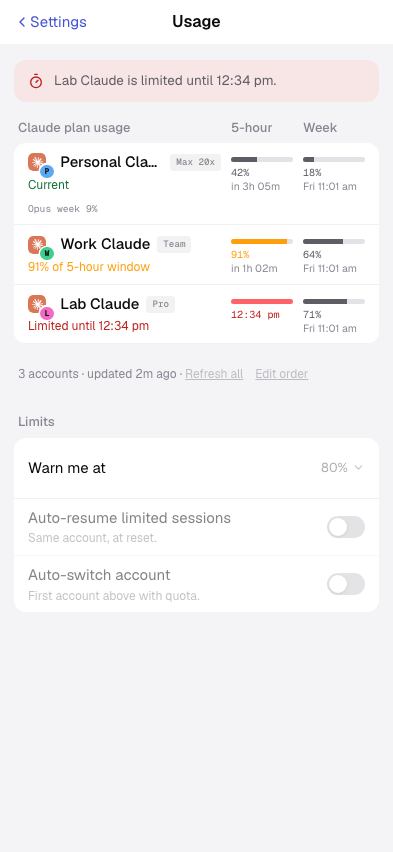 Settings
Usage
Lab Claude is limited until 12:34 pm.
Claude plan usage 5-hour Week
Personal Cla... Max 20x
P
Current
42% 18%
in 3h 05m Fri 11:01 am
Opus week 9%
Work Claude Team
W
91% of 5-hour window
91% 64%
in 1h 02m Fri 11:01 am
Lab Claude Pro
L
Limited until 12:34 pm
12:34 pm 71%
Fri 11:01 am
3 accounts · updated 2m ago · Refresh all Edit order
Limits
Warn me at 80%
Auto-resume limited sessions
Same account, at reset.
Auto-switch account
First account above with quota.